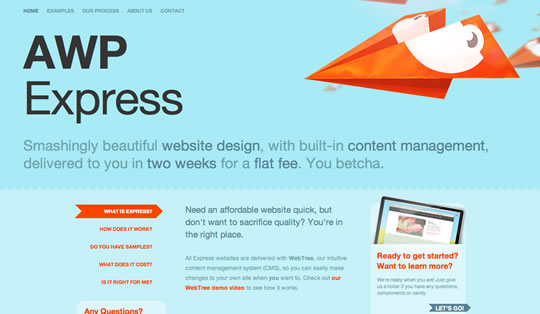 HOME EXAMPLES OUR PROCESS ABOUT US CONTACT
AWP
Express
Smashingly beautiful website design, with built-in content management,
delivered to you in two weeks for a flat fee. You betcha.
WHAT IS EXPRESS?
HOW DOES IT WORK?
DO YOU HAVE SAMPLES?
WHAT DOES IT COST?
IS IT RIGHT FOR ME?
Any Questions?
Need an affordable website quick, but
don't want to sacrifice quality? You're in
the right place.
All Express websites are delivered with WebTree, our intuitive
content management system (CMS), so you can easily make
changes to your own site when you want to. Check out our
WebTree demo video to see how it works.
Ready to get started?
Want to learn more?
We're ready when you are! Just give
us a holler if you have any questions,
compliments or candy.
LET'S GO!